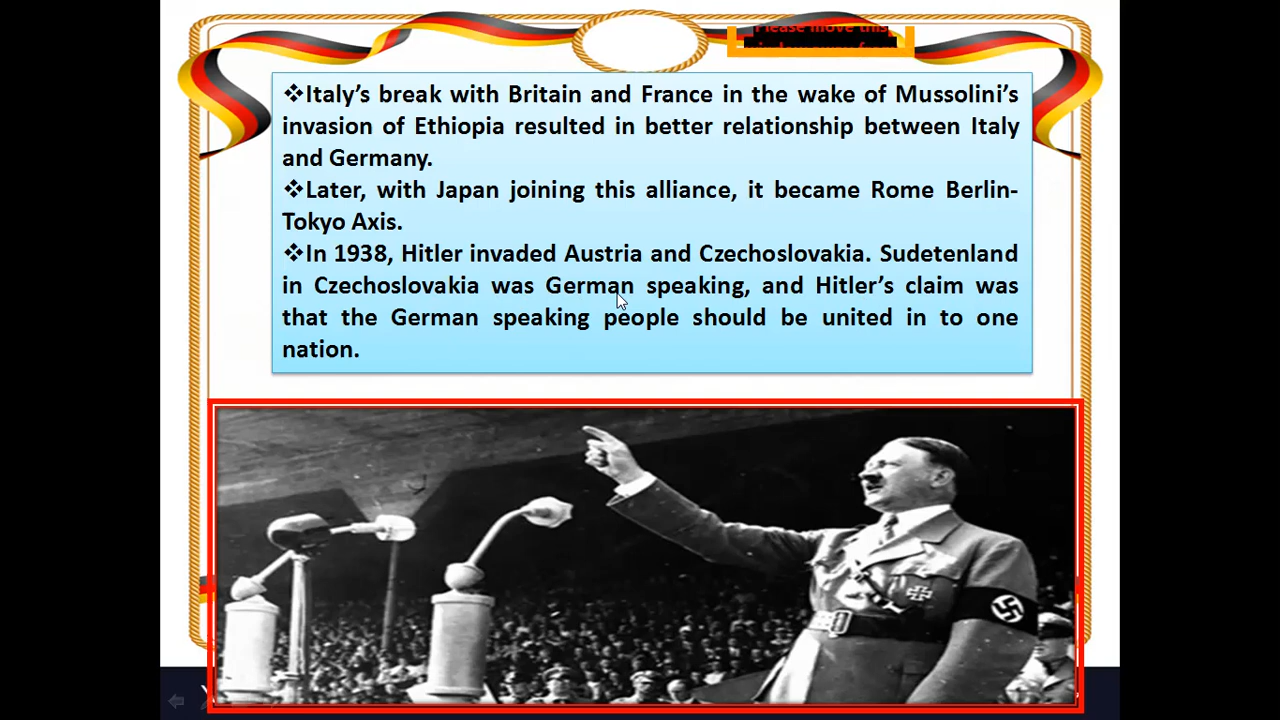 Please move this
❖Italy’s break with Britain and France in the wake of Mussolini’s
invasion of Ethiopia resulted in better relationship between Italy
and Germany.
❖Later, with Japan joining this alliance, it became Rome Berlin-
Tokyo Axis.
❖In 1938, Hitler invaded Austria and Czechoslovakia. Sudetenland
in Czechoslovakia was German speaking, and Hitler’s claim was
that the German speaking people should be united in to one
nation.